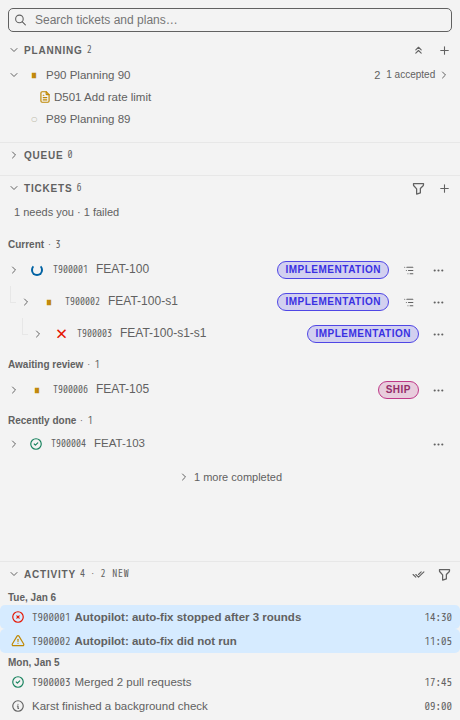 Search tickets and plans…
PLANNING 2
P90 Planning 90 2 1 accepted
D501 Add rate limit
P89 Planning 89
QUEUE 0
TICKETS 6
1 needs you · 1 failed
Current · 3
T900001 FEAT-100 IMPLEMENTATION
T900002 FEAT-100-s1 IMPLEMENTATION
T900003 FEAT-100-s1-s1 IMPLEMENTATION
Awaiting review · 1
T900006 FEAT-105 SHIP
Recently done · 1
T900004 FEAT-103
1 more completed
ACTIVITY 4 · 2 NEW
Tue, Jan 6
T900001 Autopilot: auto-fix stopped after 3 rounds 14:30
T900002 Autopilot: auto-fix did not run 11:05
Mon, Jan 5
T900003 Merged 2 pull requests 17:45
Karst finished a background check 09:00